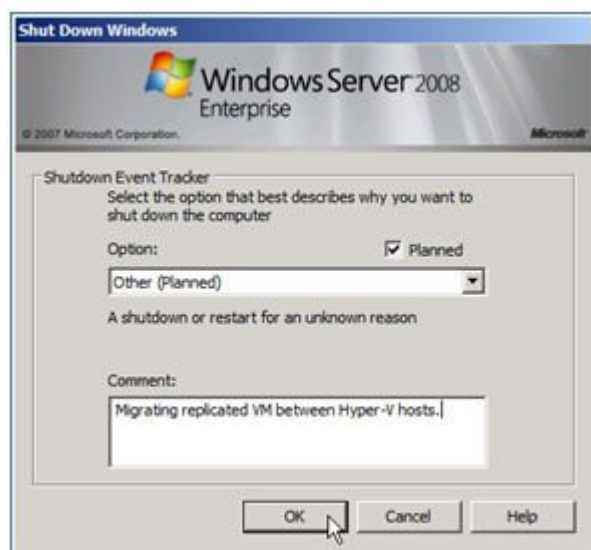 Shut Down Windows
Windows Server 2008
Enterprise
© 2007 Microsoft Corporation.
Microsoft
Shutdown Event Tracker
Select the option that best describes why you want to
shut down the computer
Option:
Planned
Other (Planned)
A shutdown or restart for an unknown reason
Comment:
Migrating replicated VM between Hyper-V hosts.
OK
Cancel
Help